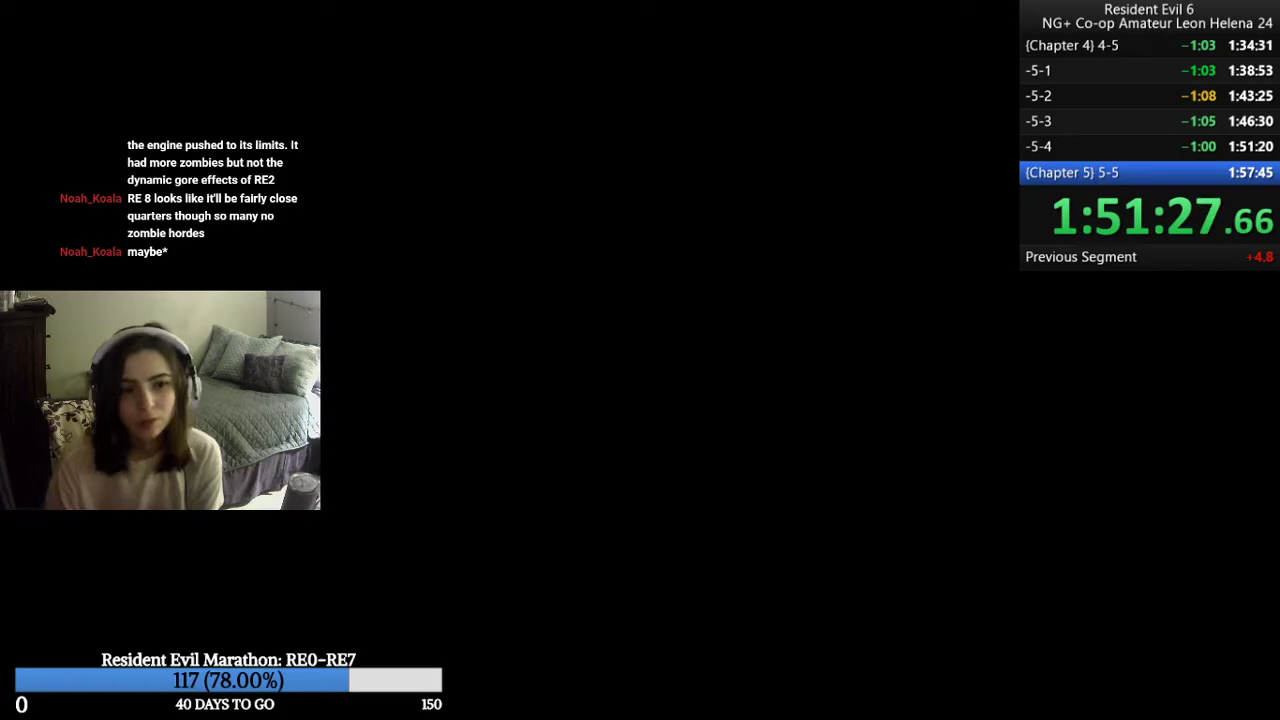 Resident Evil 6
NG+ Co-op Amateur Leon Helena 24
{Chapter 4} 4-5 −1:03 1:34:31
-5-1 −1:03 1:38:53
-5-2 −1:08 1:43:25
-5-3 −1:05 1:46:30
-5-4 −1:00 1:51:20
{Chapter 5} 5-5 1:57:45
1:51:27.66
Previous Segment +4.8
the engine pushed to its limits. It
had more zombies but not the
dynamic gore effects of RE2
Noah_Koala RE 8 looks like it'll be fairly close
quarters though so many no
zombie hordes
Noah_Koala maybe*
Resident Evil Marathon: RE0-RE7
117 (78.00%)
0 40 DAYS TO GO 150